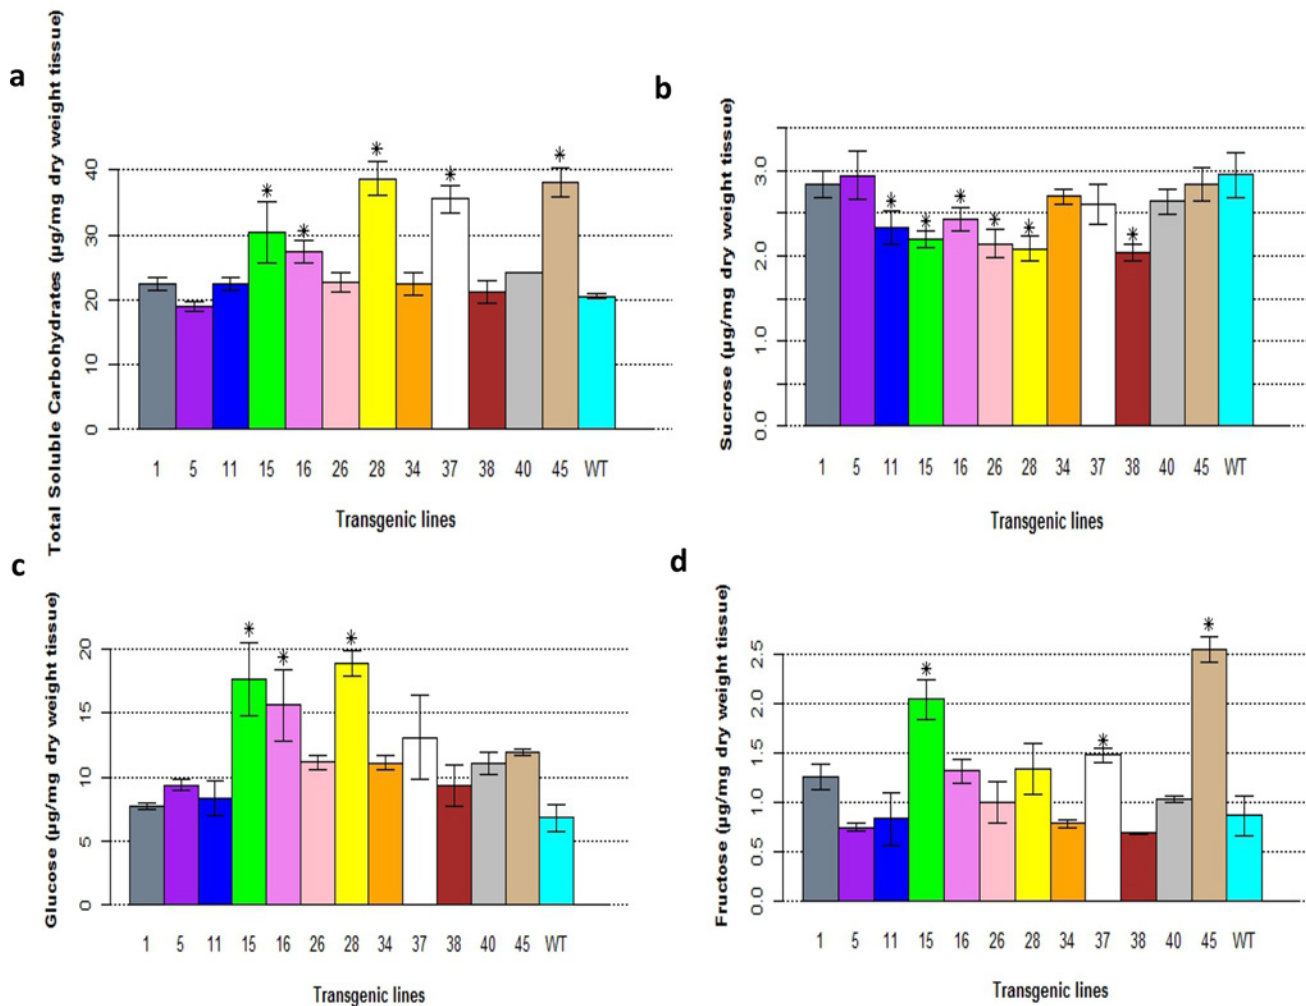 a
Total Soluble Carbohydrates (µg/mg dry weight tissue)
40
30
20
10
0
* * * * *
1 5 11 15 16 26 28 34 37 38 40 45 WT
Transgenic lines
b
Sucrose (µg/mg dry weight tissue)
3.0
2.0
1.0
0.0
* * * * * *
1 5 11 15 16 26 28 34 37 38 40 45 WT
Transgenic lines
c
Glucose (µg/mg dry weight tissue)
20
15
10
5
0
* * *
1 5 11 15 16 26 28 34 37 38 40 45 WT
Transgenic lines
d
Fructose (µg/mg dry weight tissue)
2.5
2.0
1.5
1.0
0.5
0.0
* * *
1 5 11 15 16 26 28 34 37 38 40 45 WT
Transgenic lines